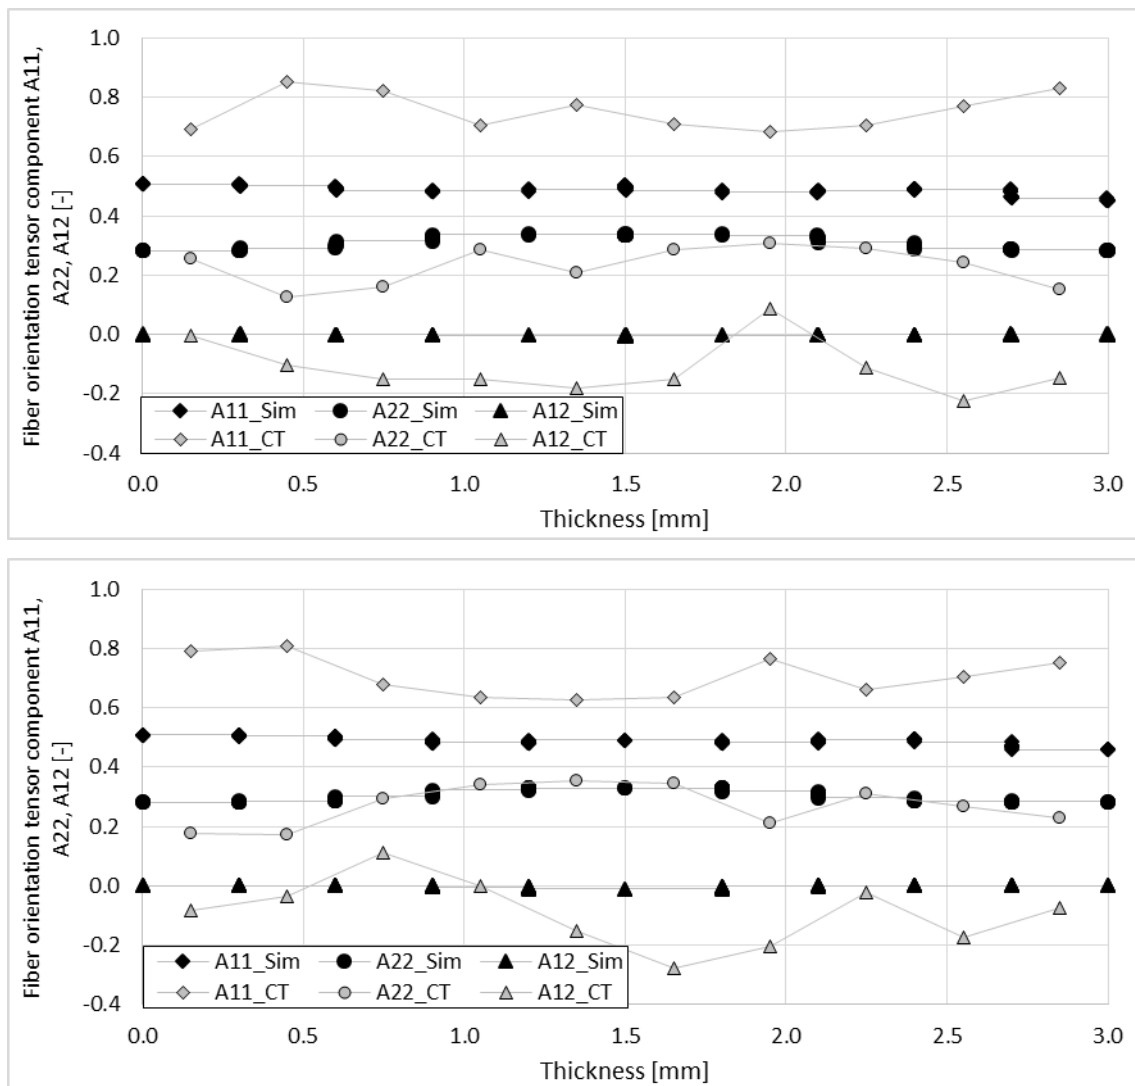 Fiber orientation tensor component A11,
A22, A12 [-]
1.0
0.8
0.6
0.4
0.2
0.0
-0.2
-0.4
A11_Sim A22_Sim A12_Sim
A11_CT A22_CT A12_CT
0.0 0.5 1.0 1.5 2.0 2.5 3.0
Thickness [mm]
Fiber orientation tensor component A11,
A22, A12 [-]
1.0
0.8
0.6
0.4
0.2
0.0
-0.2
-0.4
A11_Sim A22_Sim A12_Sim
A11_CT A22_CT A12_CT
0.0 0.5 1.0 1.5 2.0 2.5 3.0
Thickness [mm]